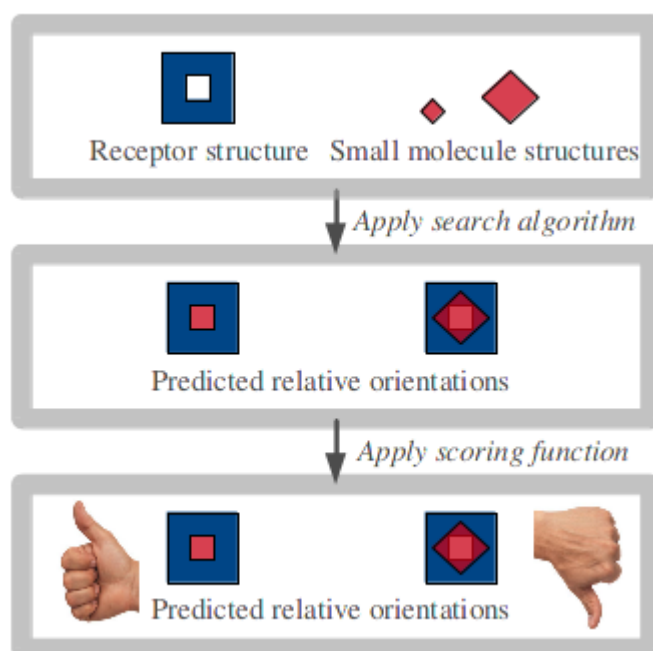 Receptor structure Small molecule structures
Apply search algorithm
Predicted relative orientations
Apply scoring function
Predicted relative orientations